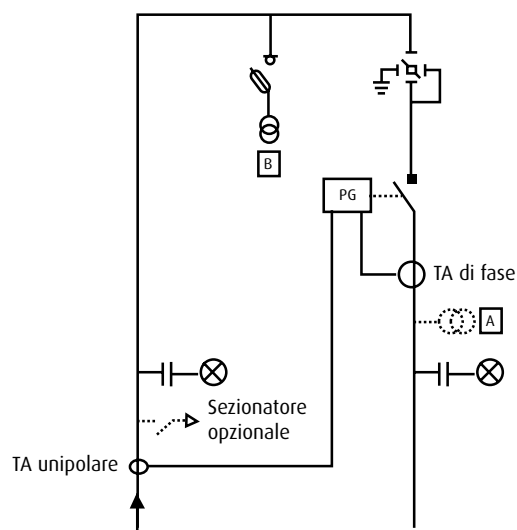 B
PG
TA di fase
A
Sezionatore
opzionale
TA unipolare